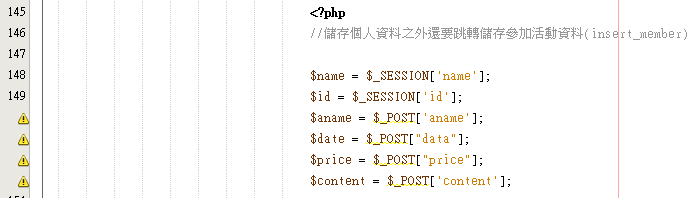 145 <?php
146 //儲存個人資料之外還要跳轉儲存參加活動資料(insert_member)
147
148 $name = $_SESSION['name'];
149 $id = $_SESSION['id'];
$aname = $_POST['aname'];
$date = $_POST["data"];
$price = $_POST["price"];
$content = $_POST['content'];